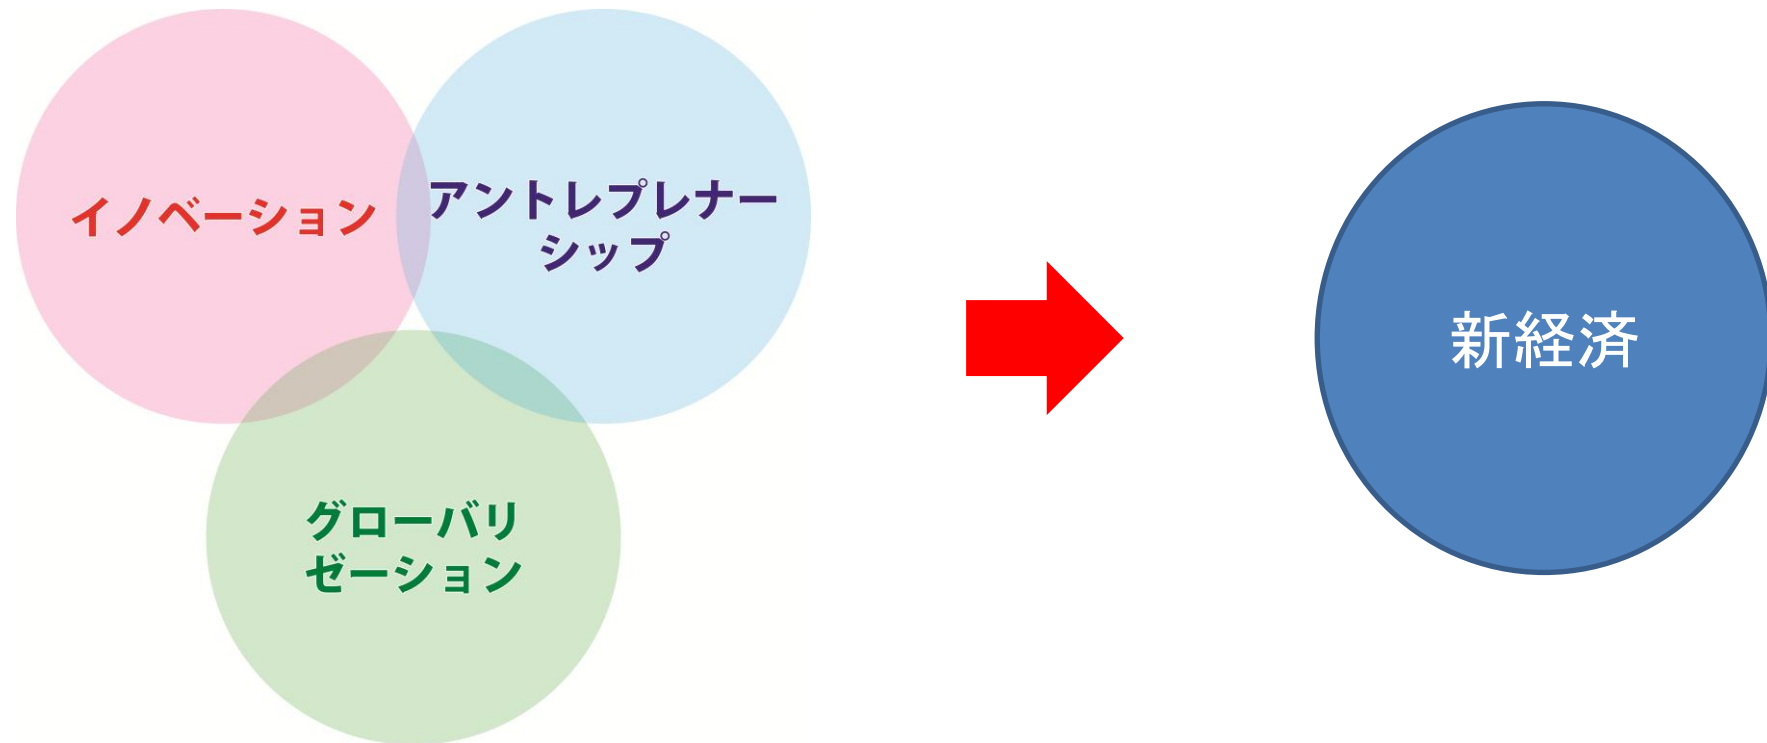 イノベーション
アントレプレナー
シップ
グローバリ
ゼーション
新経済